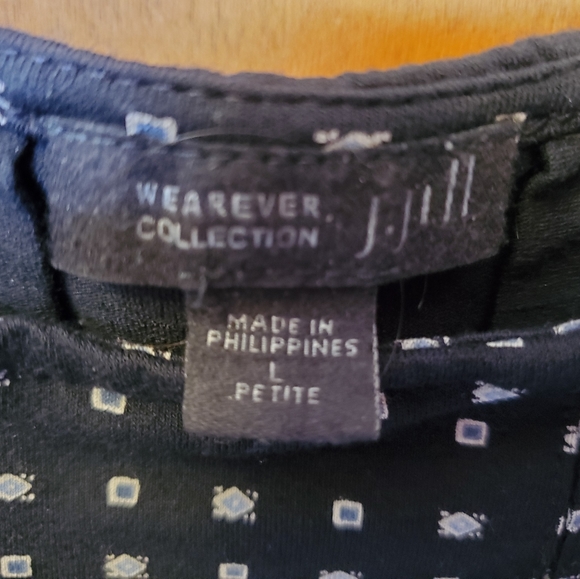 WEAREVER
COLLECTION
J.Jill
MADE IN
PHILIPPINES
L
PETITE